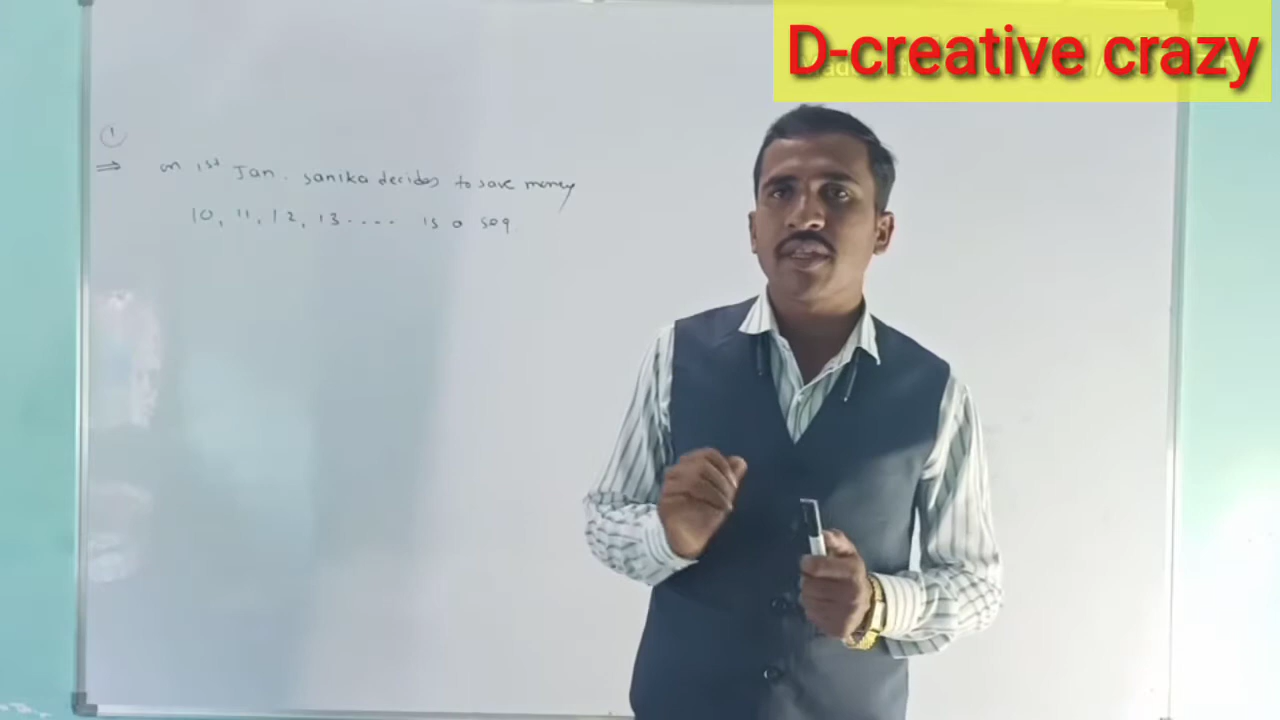 D-creative crazy
1
⇒ on 1st Jan. sanika decides to save money
10, 11, 12, 13.... is a seq.